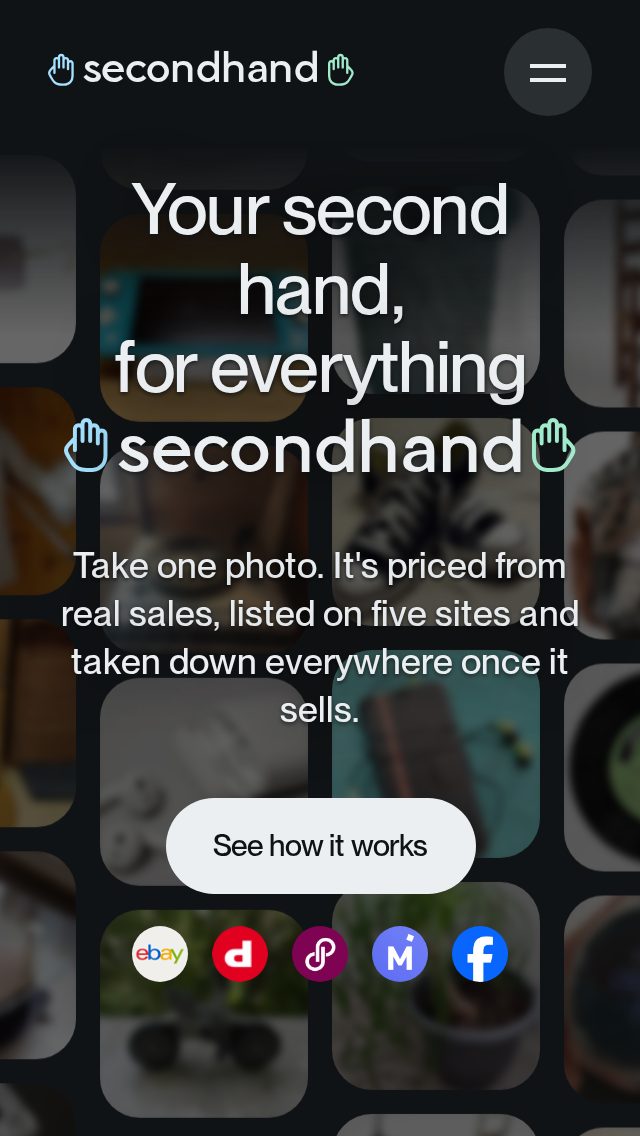 secondhand
Your second
hand,
for everything
secondhand
Take one photo. It's priced from
real sales, listed on five sites and
taken down everywhere once it
sells.
See how it works
ebay